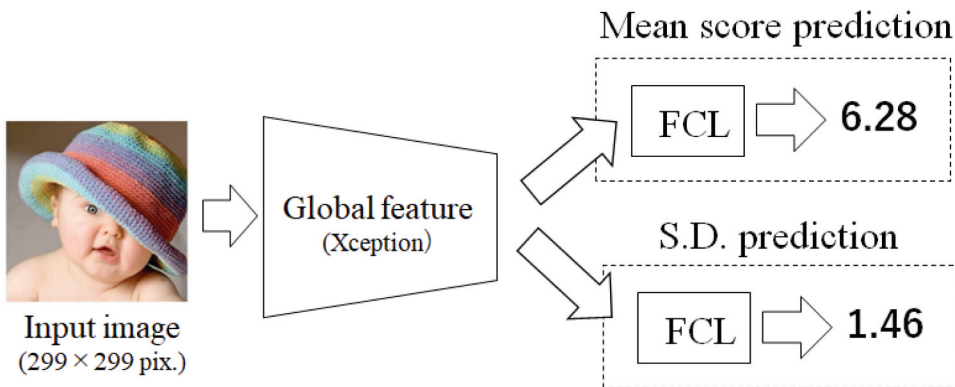 Mean score prediction
FCL
6.28
Global feature
(Xception）
S.D. prediction
FCL
1.46
Input image
(299 × 299 pix.)